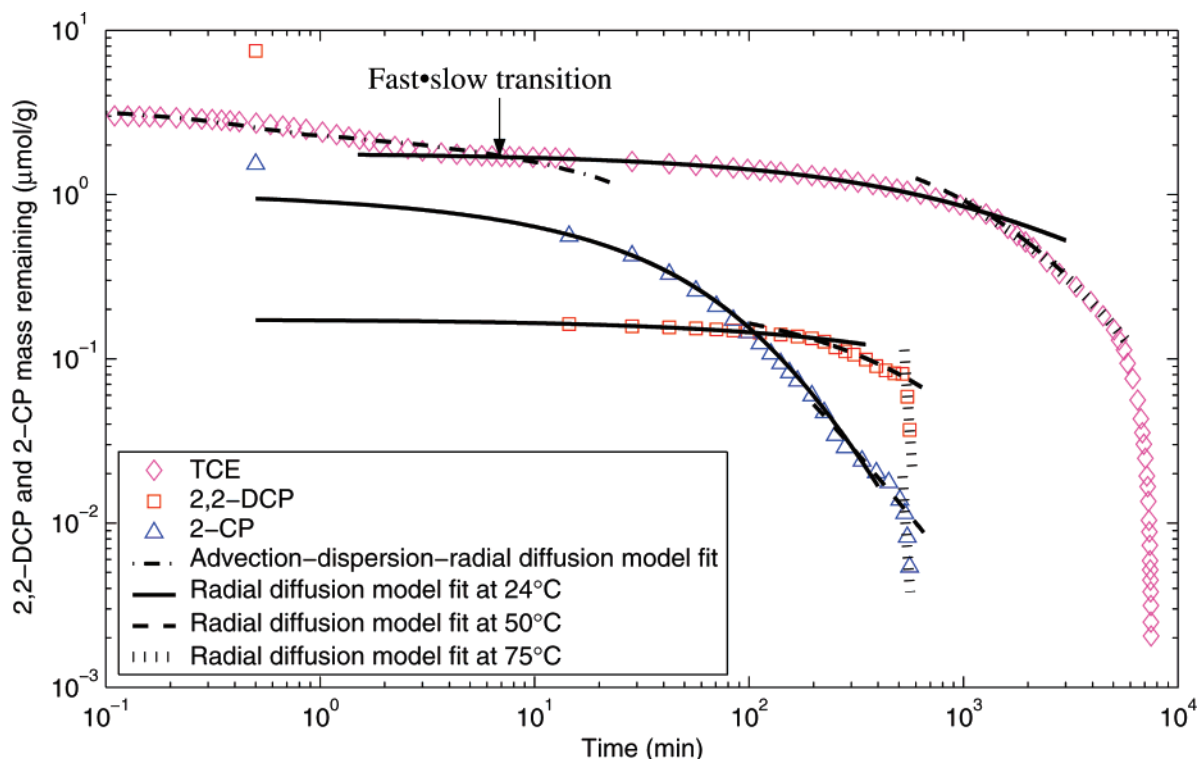 2,2−DCP and 2−CP mass remaining (μmol/g)
10^1
10^0
10^−1
10^−2
10^−3
Fast•slow transition
TCE
2,2−DCP
2−CP
Advection−dispersion−radial diffusion model fit
Radial diffusion model fit at 24°C
Radial diffusion model fit at 50°C
Radial diffusion model fit at 75°C
10^−1 10^0 10^1 10^2 10^3 10^4
Time (min)